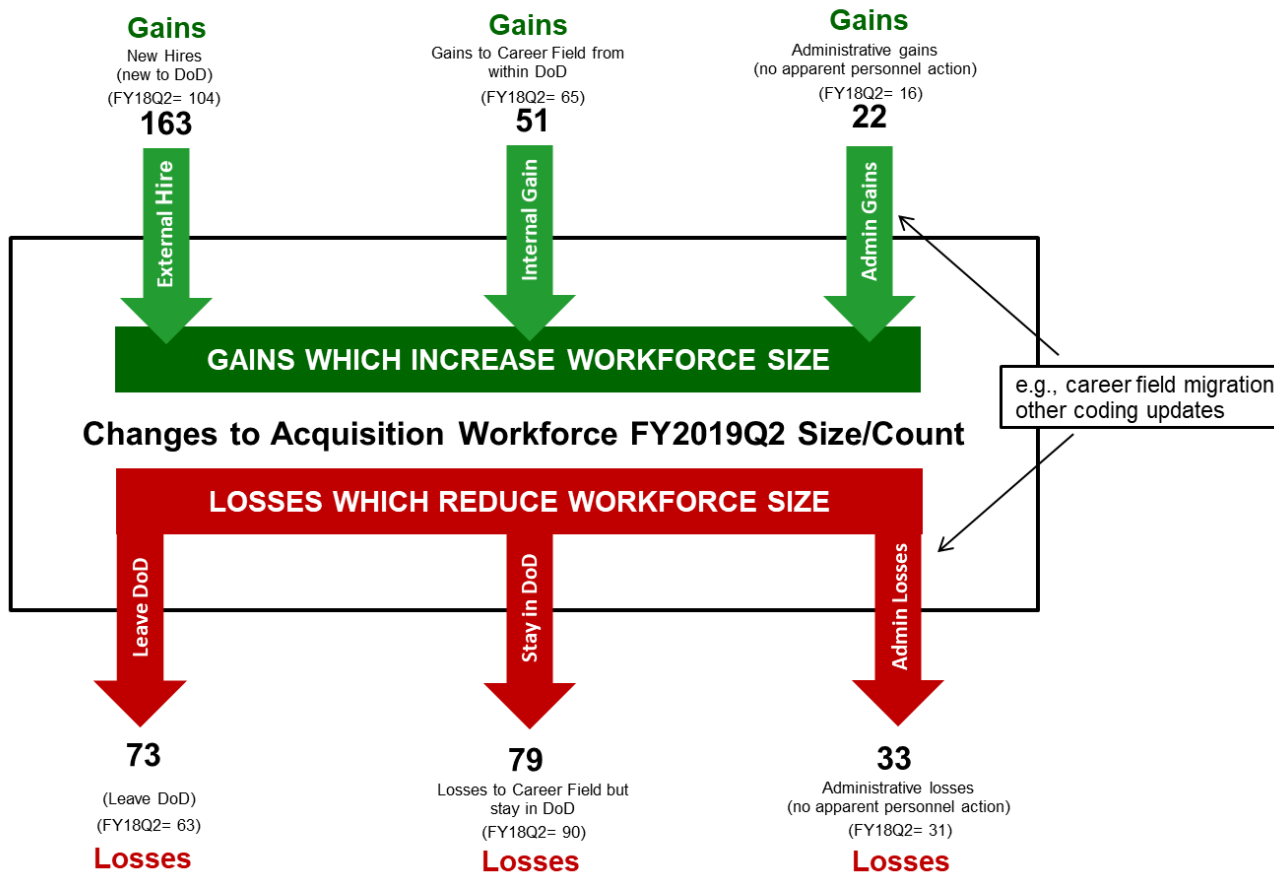 Gains
New Hires
(new to DoD)
(FY18Q2= 104)
163
Gains
Gains to Career Field from
within DoD
(FY18Q2= 65)
51
Gains
Administrative gains
(no apparent personnel action)
(FY18Q2= 16)
22
External Hire
Internal Gain
Admin Gains
GAINS WHICH INCREASE WORKFORCE SIZE
e.g., career field migration
other coding updates
Changes to Acquisition Workforce FY2019Q2 Size/Count
LOSSES WHICH REDUCE WORKFORCE SIZE
Leave DoD
Stay in DoD
Admin Losses
73
(Leave DoD)
(FY18Q2= 63)
Losses
79
Losses to Career Field but
stay in DoD
(FY18Q2= 90)
Losses
33
Administrative losses
(no apparent personnel action)
(FY18Q2= 31)
Losses